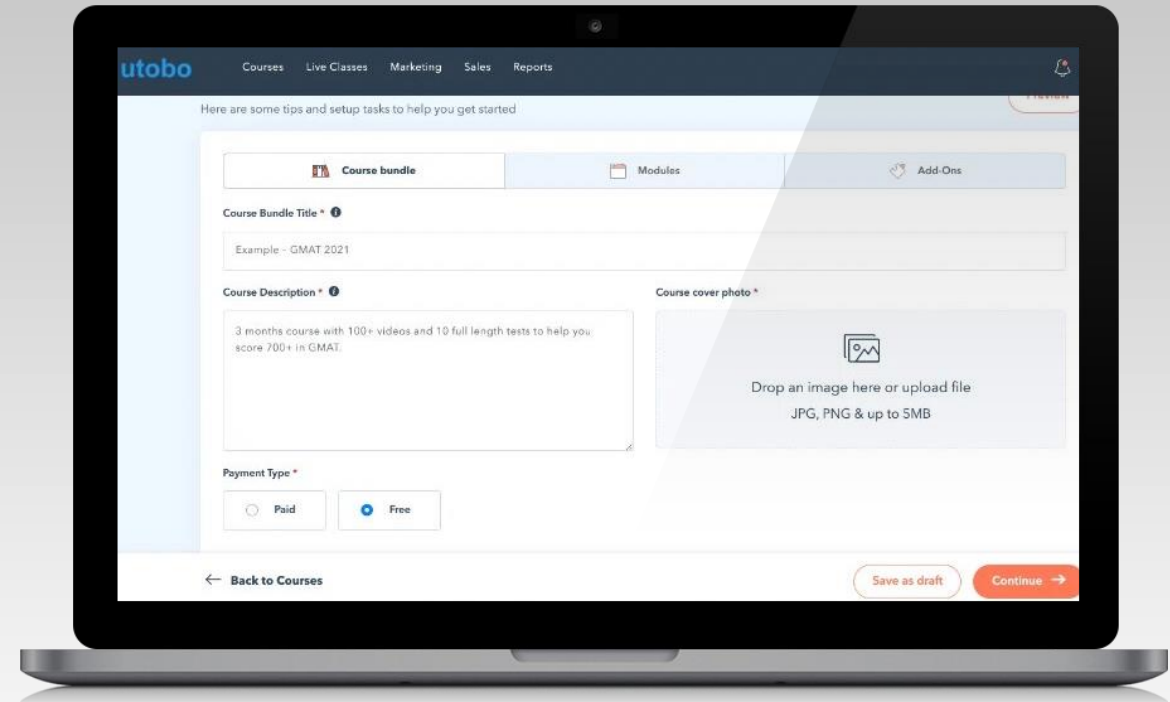 utobo
Courses Live Classes Marketing Sales Reports
Here are some tips and setup tasks to help you get started
Preview
Course bundle Modules Add-Ons
Course Bundle Title *
Example - GMAT 2021
Course Description * Course cover photo *
3 months course with 100+ videos and 10 full length tests to help you
score 700+ in GMAT.
Drop an image here or upload file
JPG, PNG & up to 5MB
Payment Type *
Paid Free
Back to Courses Save as draft Continue